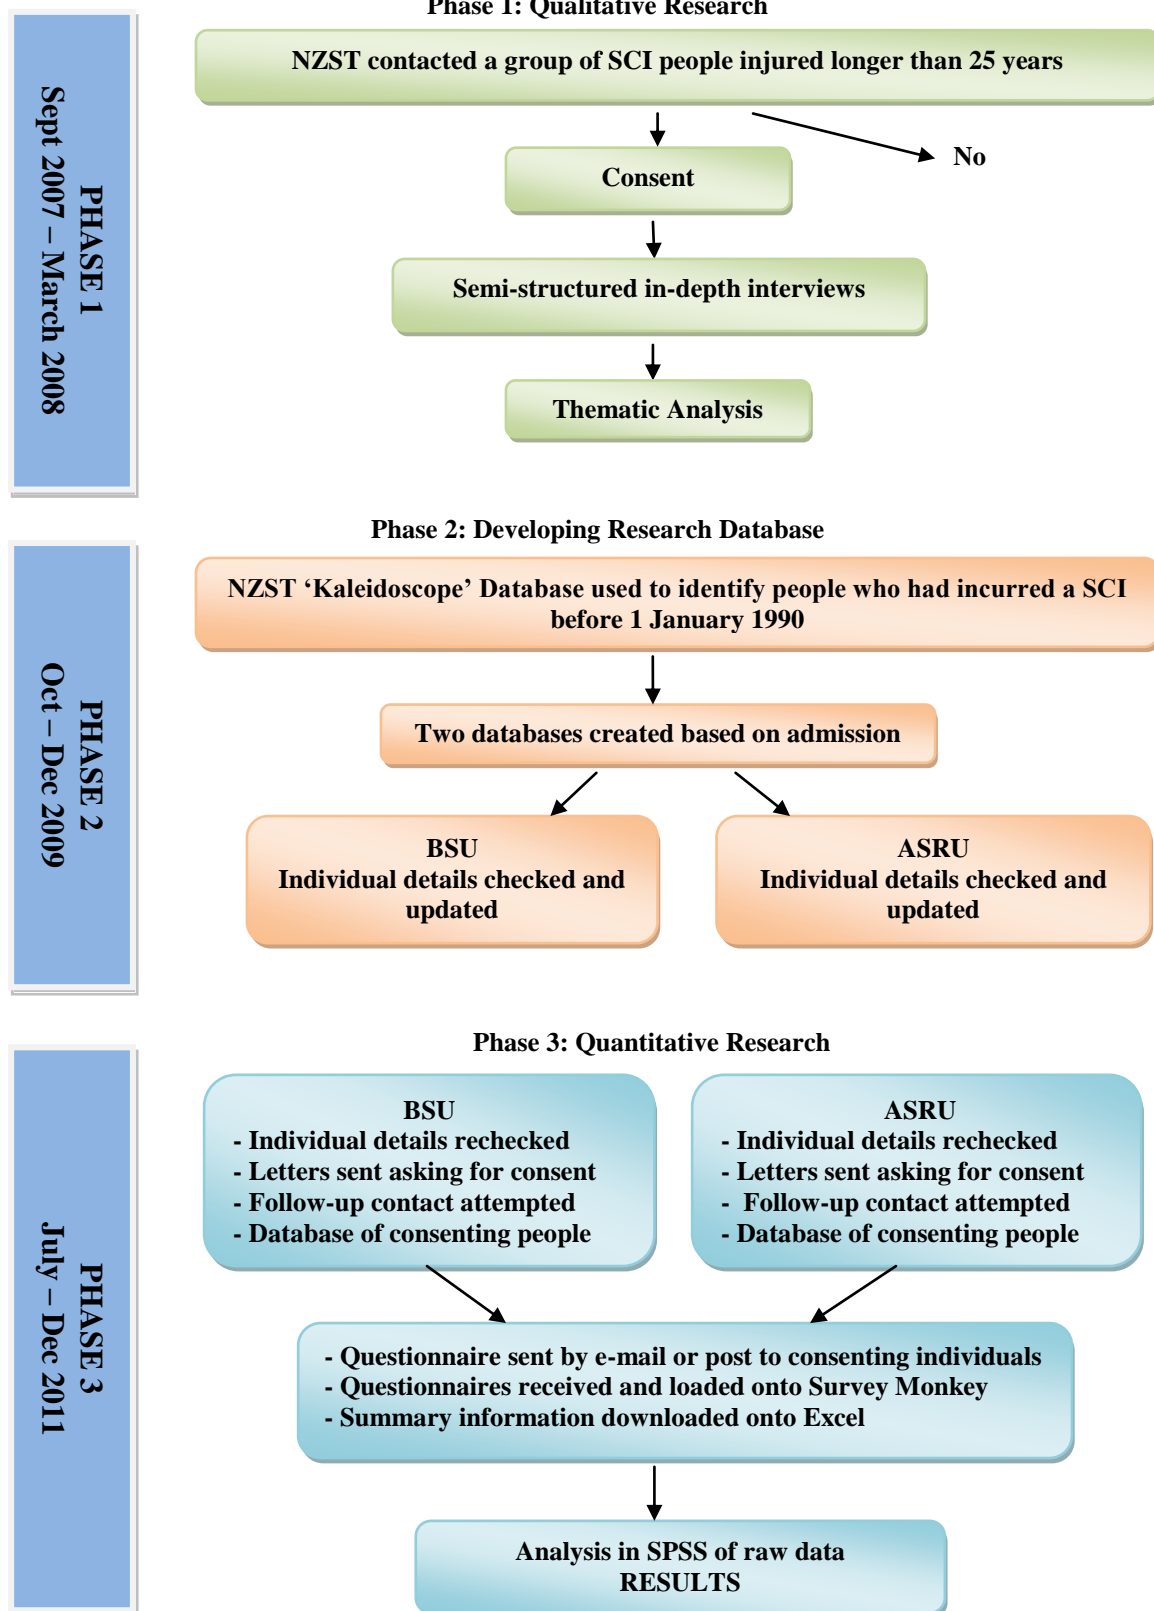 Phase 1: Qualitative Research
PHASE 1
Sept 2007 – March 2008
NZST contacted a group of SCI people injured longer than 25 years
No
Consent
Semi-structured in-depth interviews
Thematic Analysis
Phase 2: Developing Research Database
PHASE 2
Oct – Dec 2009
NZST ‘Kaleidoscope’ Database used to identify people who had incurred a SCI
before 1 January 1990
Two databases created based on admission
BSU
Individual details checked and
updated
ASRU
Individual details checked and
updated
Phase 3: Quantitative Research
PHASE 3
July – Dec 2011
BSU
- Individual details rechecked
- Letters sent asking for consent
- Follow-up contact attempted
- Database of consenting people
ASRU
- Individual details rechecked
- Letters sent asking for consent
-  Follow-up contact attempted
- Database of consenting people
- Questionnaire sent by e-mail or post to consenting individuals
- Questionnaires received and loaded onto Survey Monkey
- Summary information downloaded onto Excel
Analysis in SPSS of raw data
RESULTS